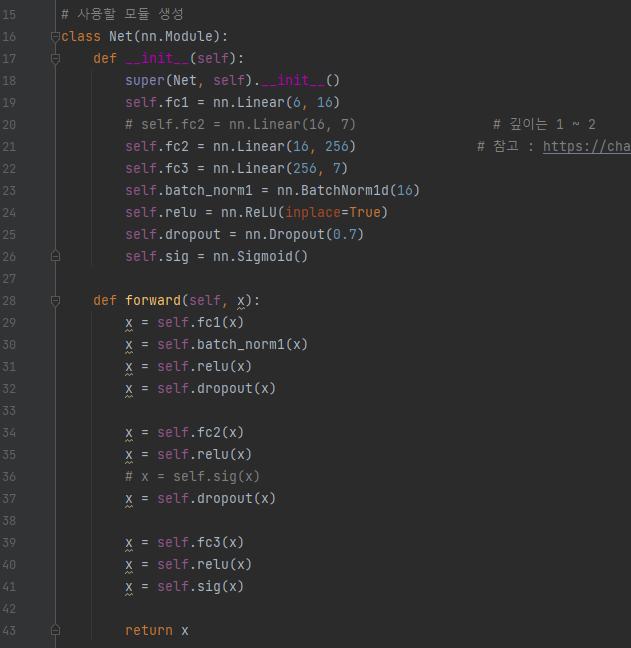 15 # 사용할 모듈 생성
16 class Net(nn.Module):
17     def __init__(self):
18         super(Net, self).__init__()
19         self.fc1 = nn.Linear(6, 16)
20         # self.fc2 = nn.Linear(16, 7)                 # 깊이는 1 ~ 2
21         self.fc2 = nn.Linear(16, 256)               # 참고 : https://cha
22         self.fc3 = nn.Linear(256, 7)
23         self.batch_norm1 = nn.BatchNorm1d(16)
24         self.relu = nn.ReLU(inplace=True)
25         self.dropout = nn.Dropout(0.7)
26         self.sig = nn.Sigmoid()
27
28     def forward(self, x):
29         x = self.fc1(x)
30         x = self.batch_norm1(x)
31         x = self.relu(x)
32         x = self.dropout(x)
33
34         x = self.fc2(x)
35         x = self.relu(x)
36         # x = self.sig(x)
37         x = self.dropout(x)
38
39         x = self.fc3(x)
40         x = self.relu(x)
41         x = self.sig(x)
42
43         return x